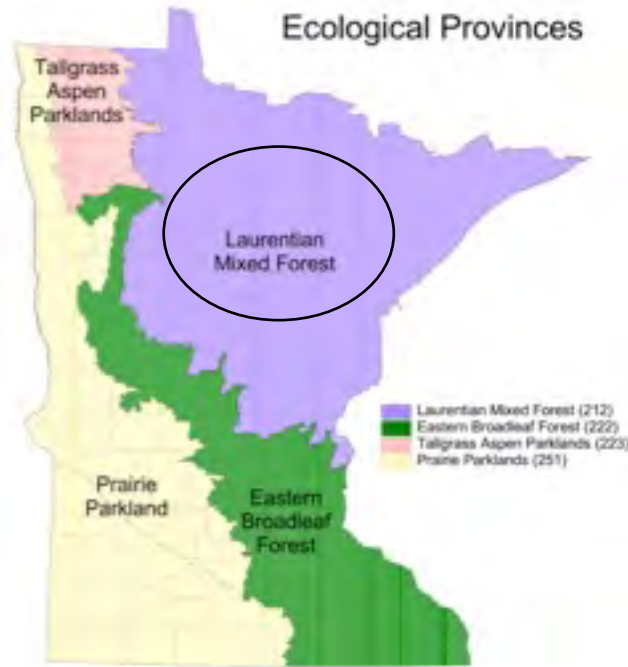 Ecological Provinces
Tallgrass
Aspen
Parklands
Laurentian
Mixed Forest
Laurentian Mixed Forest (212)
Eastern Broadleaf Forest (222)
Tallgrass Aspen Parklands (223)
Prairie Parklands (251)
Prairie
Parkland
Eastern
Broadleaf
Forest